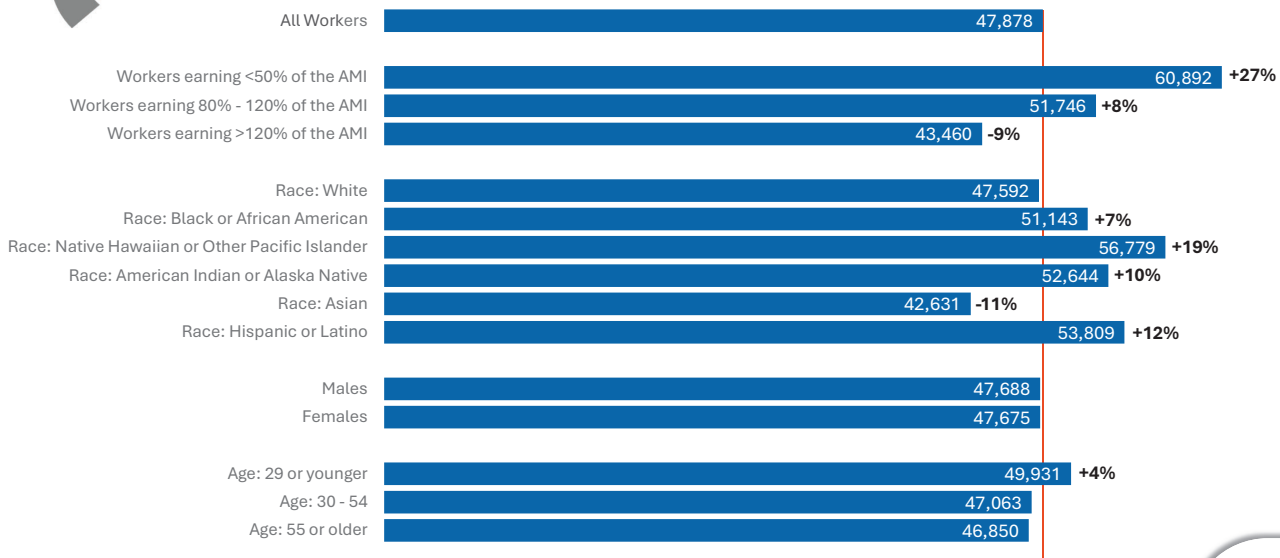 All Workers 47,878
Workers earning <50% of the AMI 60,892 +27%
Workers earning 80% - 120% of the AMI 51,746 +8%
Workers earning >120% of the AMI 43,460 -9%
Race: White 47,592
Race: Black or African American 51,143 +7%
Race: Native Hawaiian or Other Pacific Islander 56,779 +19%
Race: American Indian or Alaska Native 52,644 +10%
Race: Asian 42,631 -11%
Race: Hispanic or Latino 53,809 +12%
Males 47,688
Females 47,675
Age: 29 or younger 49,931 +4%
Age: 30 - 54 47,063
Age: 55 or older 46,850